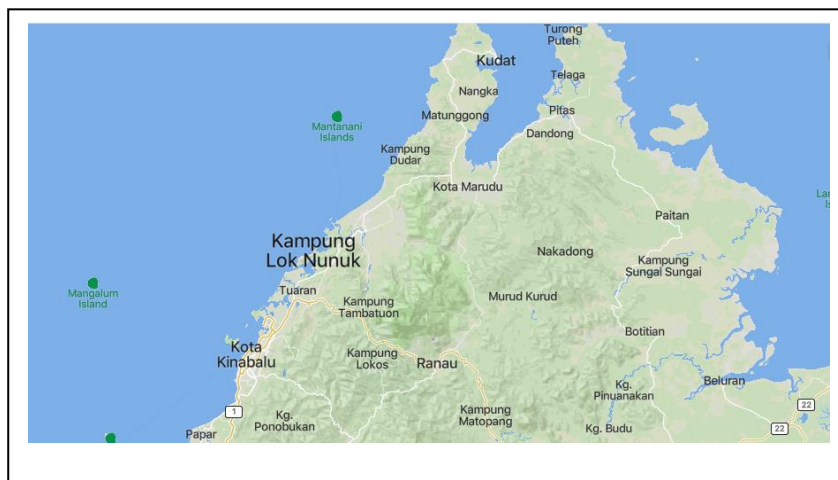 Turong
Puteh
Kudat
Telaga
Nangka
Pitas
Matunggong
Mantanani
Islands
Dandong
Kampung
Dudar
Kota Marudu
Paitan
Kampung
Lok Nunuk
Nakadong
Kampung
Sungai Sungai
Mangalum
Island
Tuaran
Murud Kurud
Kampung
Tambatuon
Botitian
Kota
Kinabalu
Kampung
Lokos
Ranau
Beluran
Kg.
Pinuanakan
1
Kg.
Ponobukan
Kampung
Matopang
22
22
Papar
Kg. Budu